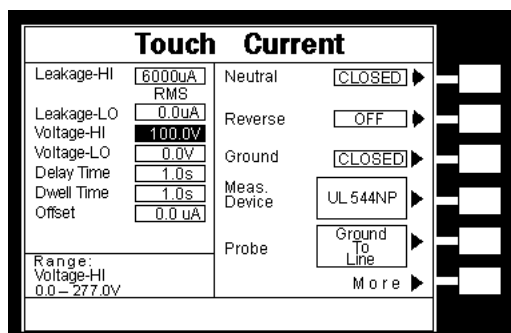 Touch Current
Leakage-HI 6000uA
RMS
Leakage-LO 0.0uA
Voltage-HI 100.0V
Voltage-LO 0.0V
Delay Time 1.0s
Dwell Time 1.0s
Offset 0.0 uA
Range:
Voltage-HI
0.0 – 277.0V
Neutral CLOSED
Reverse OFF
Ground CLOSED
Meas.
Device UL 544NP
Probe Ground
To
Line
More